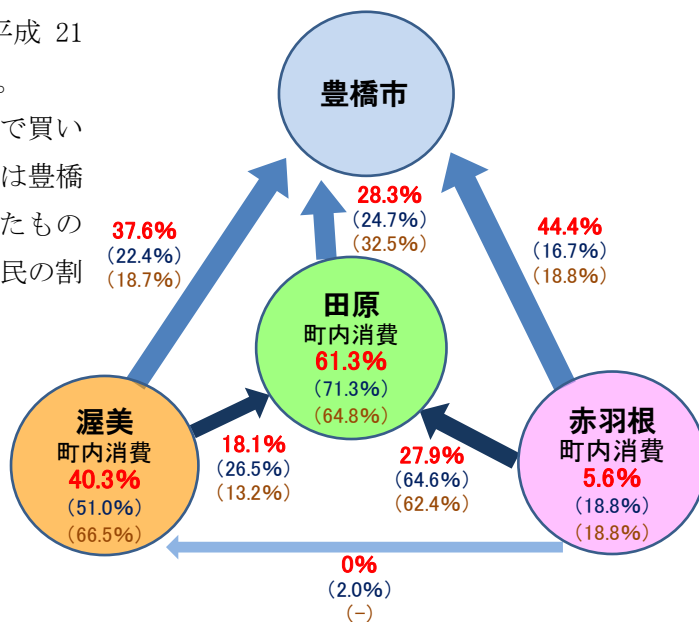 平成 21
。
で買い
は豊橋
たもの
民の割
豊橋市
37.6%
（22.4%）
（18.7%）
28.3%
（24.7%）
（32.5%）
44.4%
（16.7%）
（18.8%）
田原
町内消費
61.3%
（71.3%）
（64.8%）
渥美
町内消費
40.3%
（51.0%）
（66.5%）
18.1%
（26.5%）
（13.2%）
27.9%
（64.6%）
（62.4%）
赤羽根
町内消費
5.6%
（18.8%）
（18.8%）
0%
（2.0%）
（−）